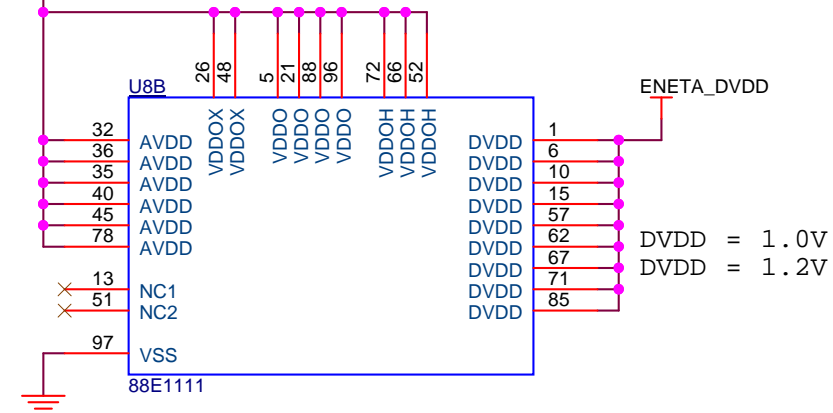 26 48 5 21 88 96 72 66 52
U8B
ENETA_DVDD
VDDOX VDDOX VDDO VDDO VDDO VDDO VDDOH VDDOH VDDOH
32 AVDD DVDD 1
36 AVDD DVDD 6
35 AVDD DVDD 10
40 AVDD DVDD 15
45 AVDD DVDD 57
78 AVDD DVDD 62
DVDD = 1.0V
DVDD 67
DVDD = 1.2V
13 NC1 DVDD 71
51 NC2 DVDD 85
97 VSS
88E1111